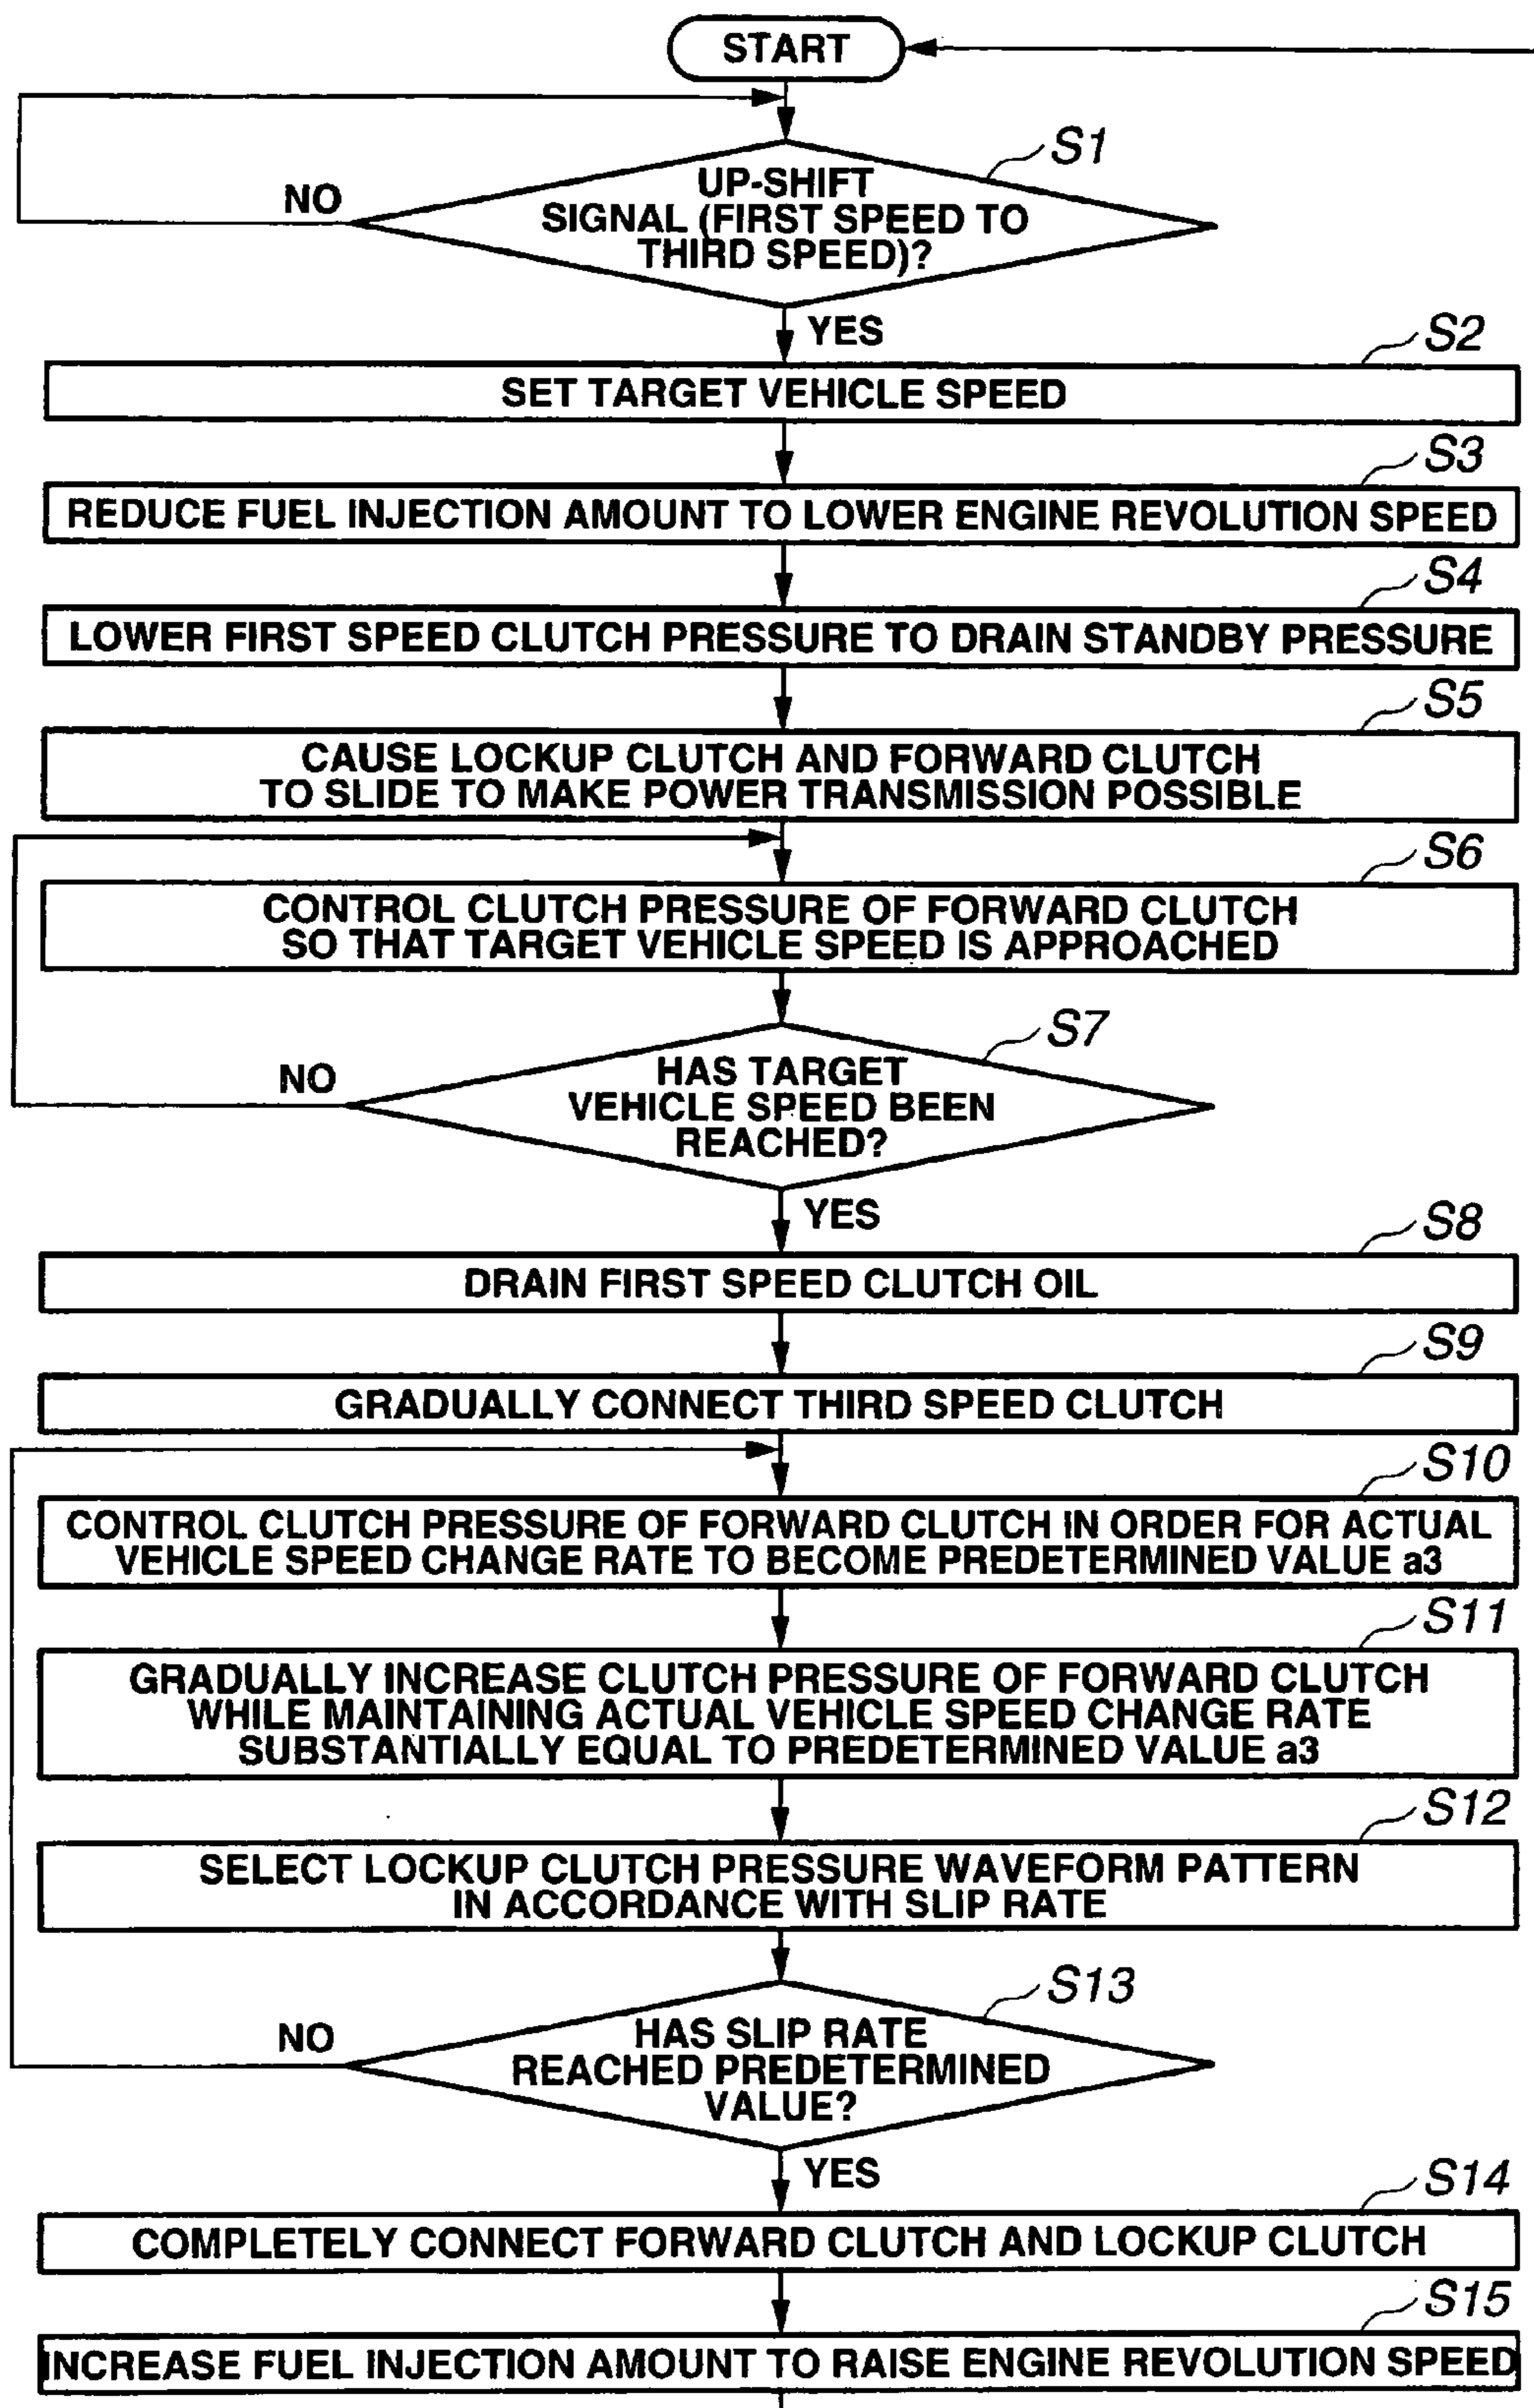 START
S1
UP-SHIFT
SIGNAL (FIRST SPEED TO
THIRD SPEED)?
NO
YES
S2
SET TARGET VEHICLE SPEED
S3
REDUCE FUEL INJECTION AMOUNT TO LOWER ENGINE REVOLUTION SPEED
S4
LOWER FIRST SPEED CLUTCH PRESSURE TO DRAIN STANDBY PRESSURE
S5
CAUSE LOCKUP CLUTCH AND FORWARD CLUTCH
TO SLIDE TO MAKE POWER TRANSMISSION POSSIBLE
S6
CONTROL CLUTCH PRESSURE OF FORWARD CLUTCH
SO THAT TARGET VEHICLE SPEED IS APPROACHED
S7
HAS TARGET
VEHICLE SPEED BEEN
REACHED?
NO
YES
S8
DRAIN FIRST SPEED CLUTCH OIL
S9
GRADUALLY CONNECT THIRD SPEED CLUTCH
S10
CONTROL CLUTCH PRESSURE OF FORWARD CLUTCH IN ORDER FOR ACTUAL
VEHICLE SPEED CHANGE RATE TO BECOME PREDETERMINED VALUE a3
S11
GRADUALLY INCREASE CLUTCH PRESSURE OF FORWARD CLUTCH
WHILE MAINTAINING ACTUAL VEHICLE SPEED CHANGE RATE
SUBSTANTIALLY EQUAL TO PREDETERMINED VALUE a3
S12
SELECT LOCKUP CLUTCH PRESSURE WAVEFORM PATTERN
IN ACCORDANCE WITH SLIP RATE
S13
HAS SLIP RATE
REACHED PREDETERMINED
VALUE?
NO
YES
S14
COMPLETELY CONNECT FORWARD CLUTCH AND LOCKUP CLUTCH
S15
INCREASE FUEL INJECTION AMOUNT TO RAISE ENGINE REVOLUTION SPEED